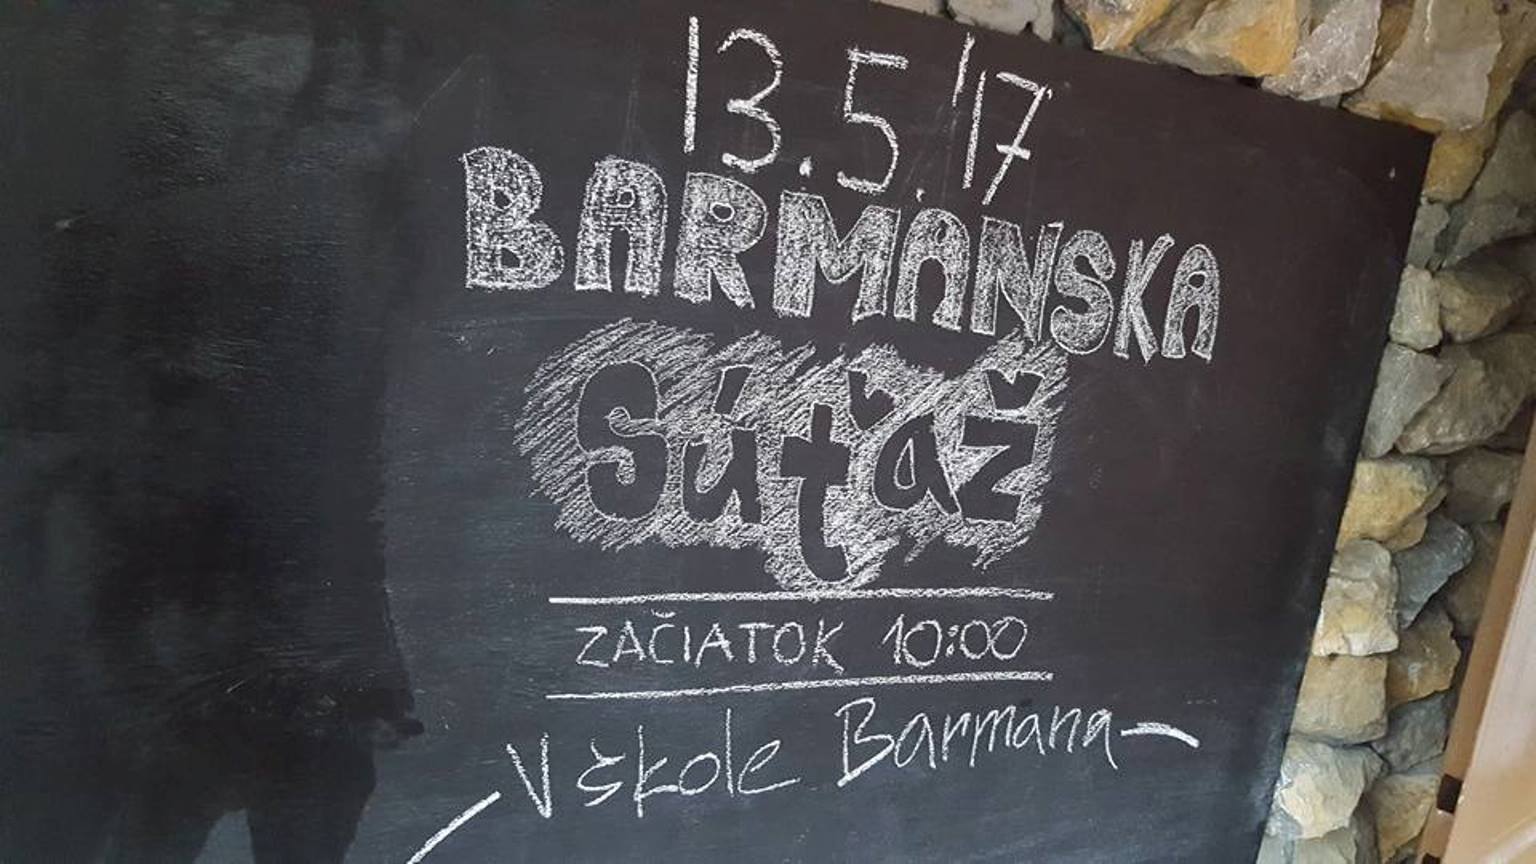 13.5.'17
BARMANSKA
Súťaž
ZAČIATOK 10:00
V škole Barmana